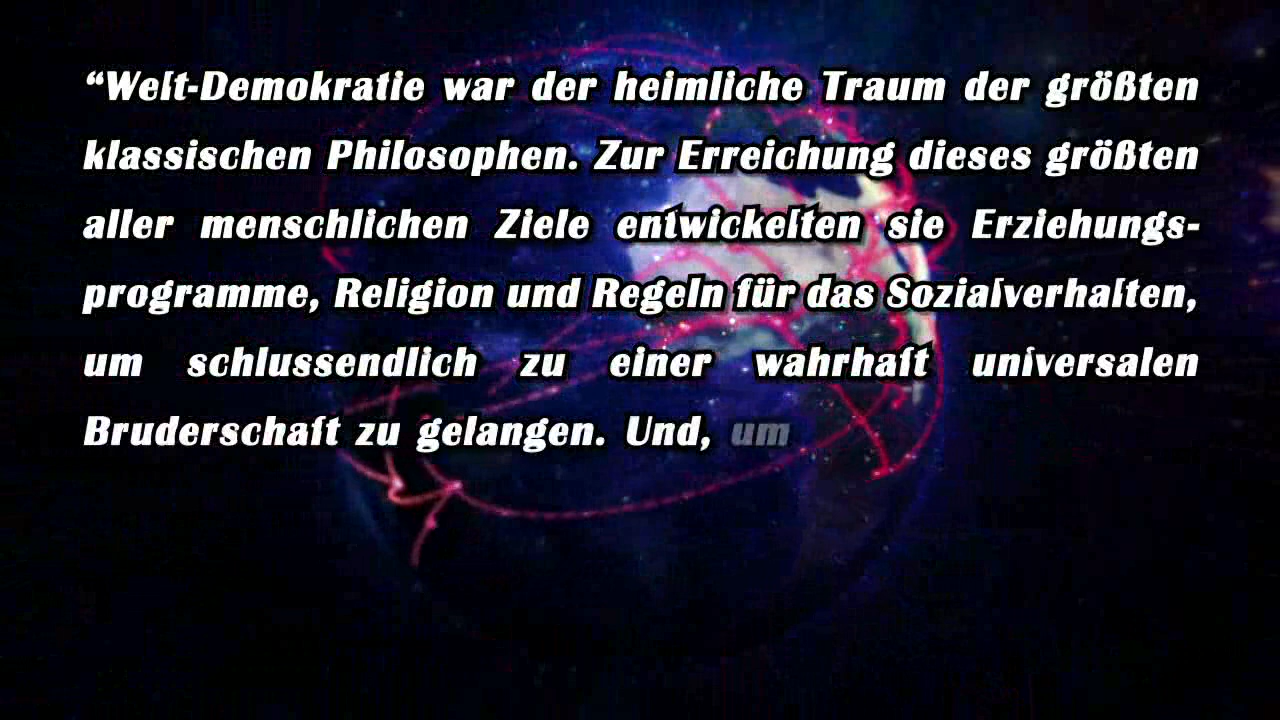 “Welt-Demokratie war der heimliche Traum der größten
klassischen Philosophen. Zur Erreichung dieses größten
aller menschlichen Ziele entwickelten sie Erziehungs-
programme, Religion und Regeln für das Sozialverhalten,
um schlussendlich zu einer wahrhaft universalen
Bruderschaft zu gelangen. Und, um